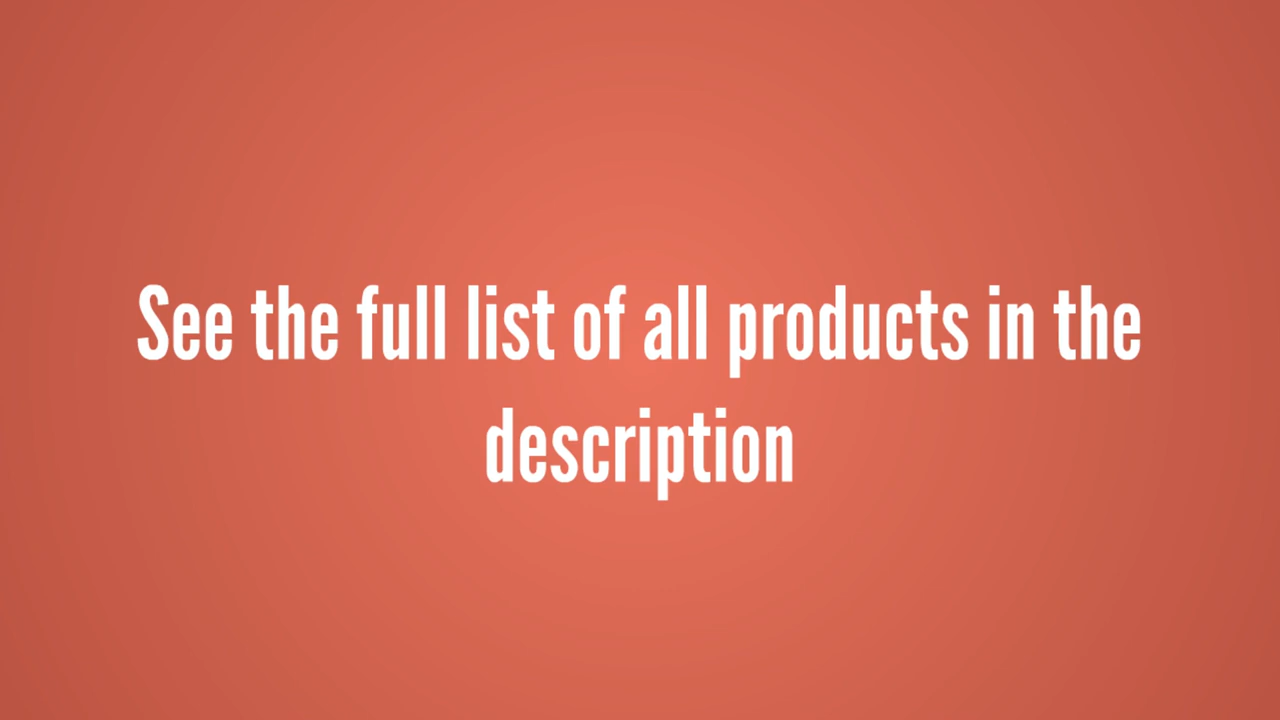 See the full list of all products in the
description